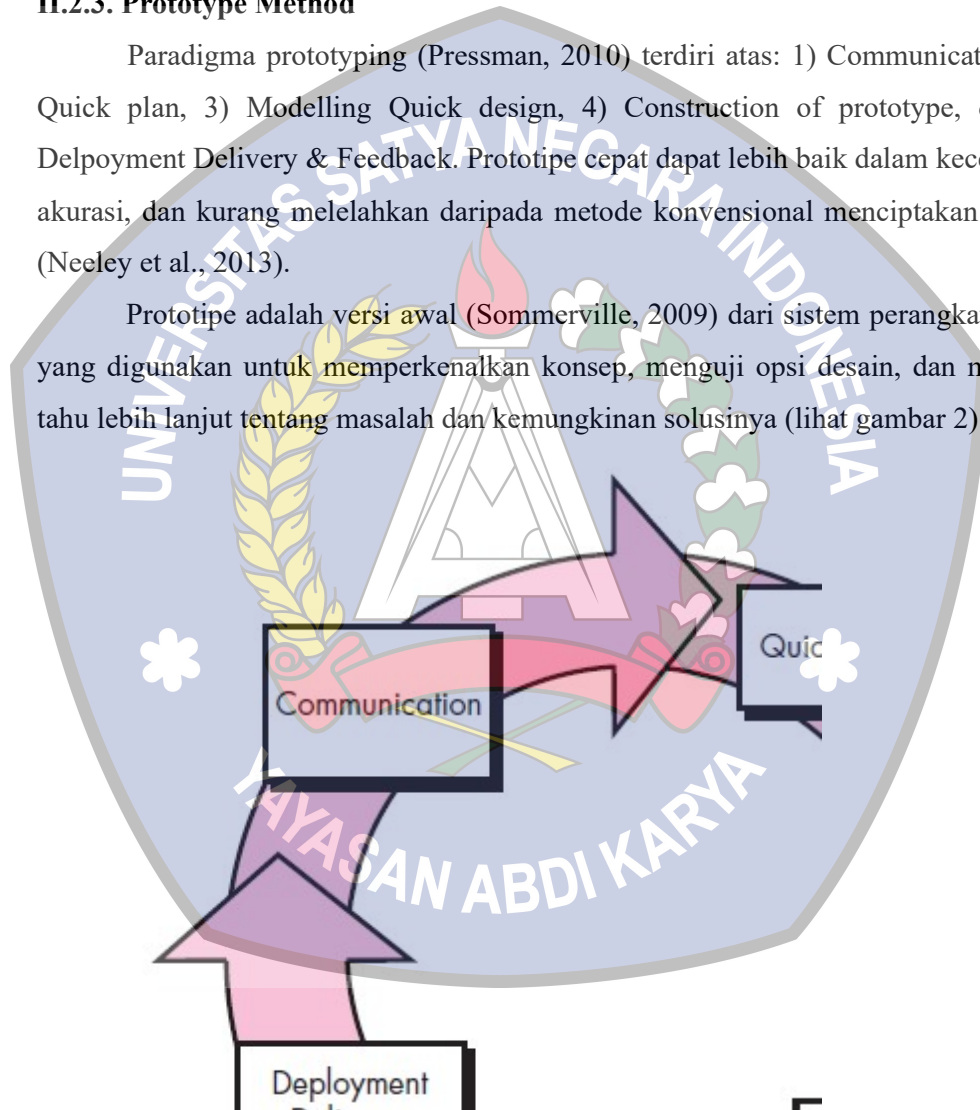 II.2.3. Prototype Method
Paradigma prototyping (Pressman, 2010) terdiri atas: 1)
Quick plan, 3) Modelling Quick design, 4) Construction of prototype,
Delpoyment Delivery & Feedback. Prototipe cepat dapat lebih baik dalam
akurasi, dan kurang melelahkan daripada metode konvensional menciptakan
(Neeley et al., 2013).
Prototipe adalah versi awal (Sommerville, 2009) dari sistem
yang digunakan untuk memperkenalkan konsep, menguji opsi desain, dan
tahu lebih lanjut tentang masalah dan kemungkinan solusinya (lihat gambar 2)
UNIVERSITAS SATYA NEGARA INDONESIA
Communication
YAYASAN ABDI KARYA
Deployment